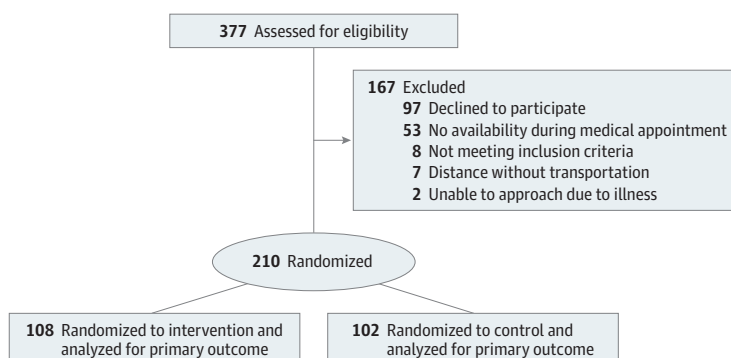 377 Assessed for eligibility
167 Excluded
97 Declined to participate
53 No availability during medical appointment
8 Not meeting inclusion criteria
7 Distance without transportation
2 Unable to approach due to illness
210 Randomized
108 Randomized to intervention and
analyzed for primary outcome
102 Randomized to control and
analyzed for primary outcome